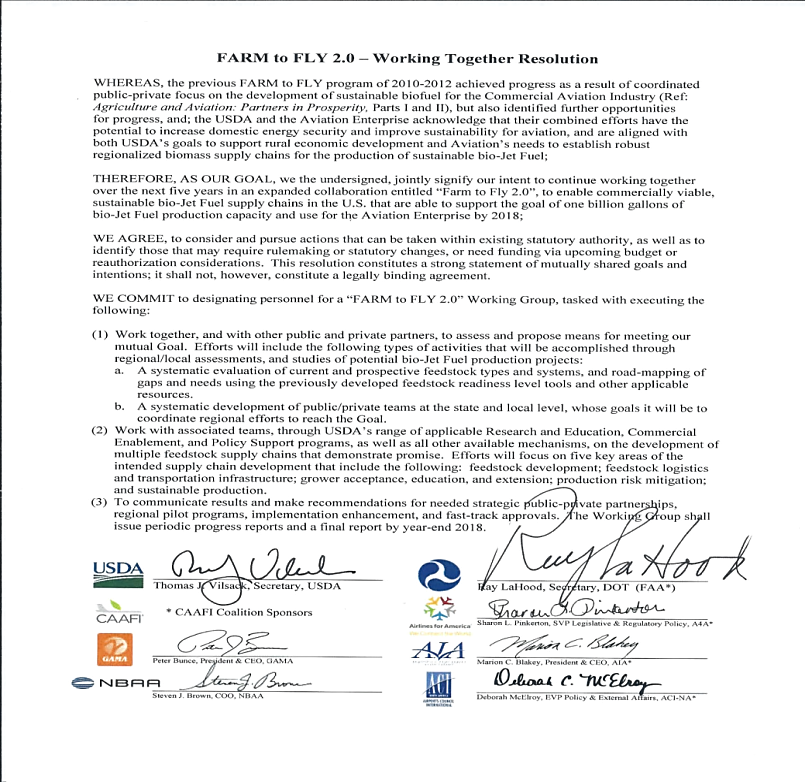 FARM to FLY 2.0 – Working Together Resolution
WHEREAS, the previous FARM to FLY program of 2010-2012 achieved progress as a result of coordinated
public-private focus on the development of sustainable biofuel for the Commercial Aviation Industry (Ref:
Agriculture and Aviation: Partners in Prosperity, Parts I and II), but also identified further opportunities
for progress, and; the USDA and the Aviation Enterprise acknowledge that their combined efforts have the
potential to increase domestic energy security and improve sustainability for aviation, and are aligned with
both USDA's goals to support rural economic development and Aviation's needs to establish robust
regionalized biomass supply chains for the production of sustainable bio-Jet Fuel;
THEREFORE, AS OUR GOAL, we the undersigned, jointly signify our intent to continue working together
over the next five years in an expanded collaboration entitled "Farm to Fly 2.0", to enable commercially viable,
sustainable bio-Jet Fuel supply chains in the U.S. that are able to support the goal of one billion gallons of
bio-Jet Fuel production capacity and use for the Aviation Enterprise by 2018;
WE AGREE, to consider and pursue actions that can be taken within existing statutory authority, as well as to
identify those that may require rulemaking or statutory changes, or need funding via upcoming budget or
reauthorization considerations. This resolution constitutes a strong statement of mutually shared goals and
intentions; it shall not, however, constitute a legally binding agreement.
WE COMMIT to designating personnel for a "FARM to FLY 2.0" Working Group, tasked with executing the
following:
(1) Work together, and with other public and private partners, to assess and propose means for meeting our
mutual Goal. Efforts will include the following types of activities that will be accomplished through
regional/local assessments, and studies of potential bio-Jet Fuel production projects:
a. A systematic evaluation of current and prospective feedstock types and systems, and road-mapping of
gaps and needs using the previously developed feedstock readiness level tools and other applicable
resources.
b. A systematic development of public/private teams at the state and local level, whose goals it will be to
coordinate regional efforts to reach the Goal.
(2) Work with associated teams, through USDA's range of applicable Research and Education, Commercial
Enablement, and Policy Support programs, as well as all other available mechanisms, on the development of
multiple feedstock supply chains that demonstrate promise. Efforts will focus on five key areas of the
intended supply chain development that include the following: feedstock development; feedstock logistics
and transportation infrastructure; grower acceptance, education, and extension; production risk mitigation;
and sustainable production.
(3) To communicate results and make recommendations for needed strategic public-private partnerships,
regional pilot programs, implementation enhancement, and fast-track approvals. The Working Group shall
issue periodic progress reports and a final report by year-end 2018.
USDA
Thomas J. Vilsack, Secretary, USDA
Ray LaHood
Ray LaHood, Secretary, DOT (FAA*)
CAAFI
* CAAFI Coalition Sponsors
Airlines for America
Sharon L. Pinkerton
Sharon L. Pinkerton, SVP Legislative & Regulatory Policy, A4A*
GAMA
Peter Bunce, President & CEO, GAMA
AIA
Marion C. Blakey
Marion C. Blakey, President & CEO, AIA*
NBAA
Steven J. Brown
Steven J. Brown, COO, NBAA
ACI
AIRPORTS COUNCIL
INTERNATIONAL
Deborah C. McElroy
Deborah McElroy, EVP Policy & External Affairs, ACI-NA*